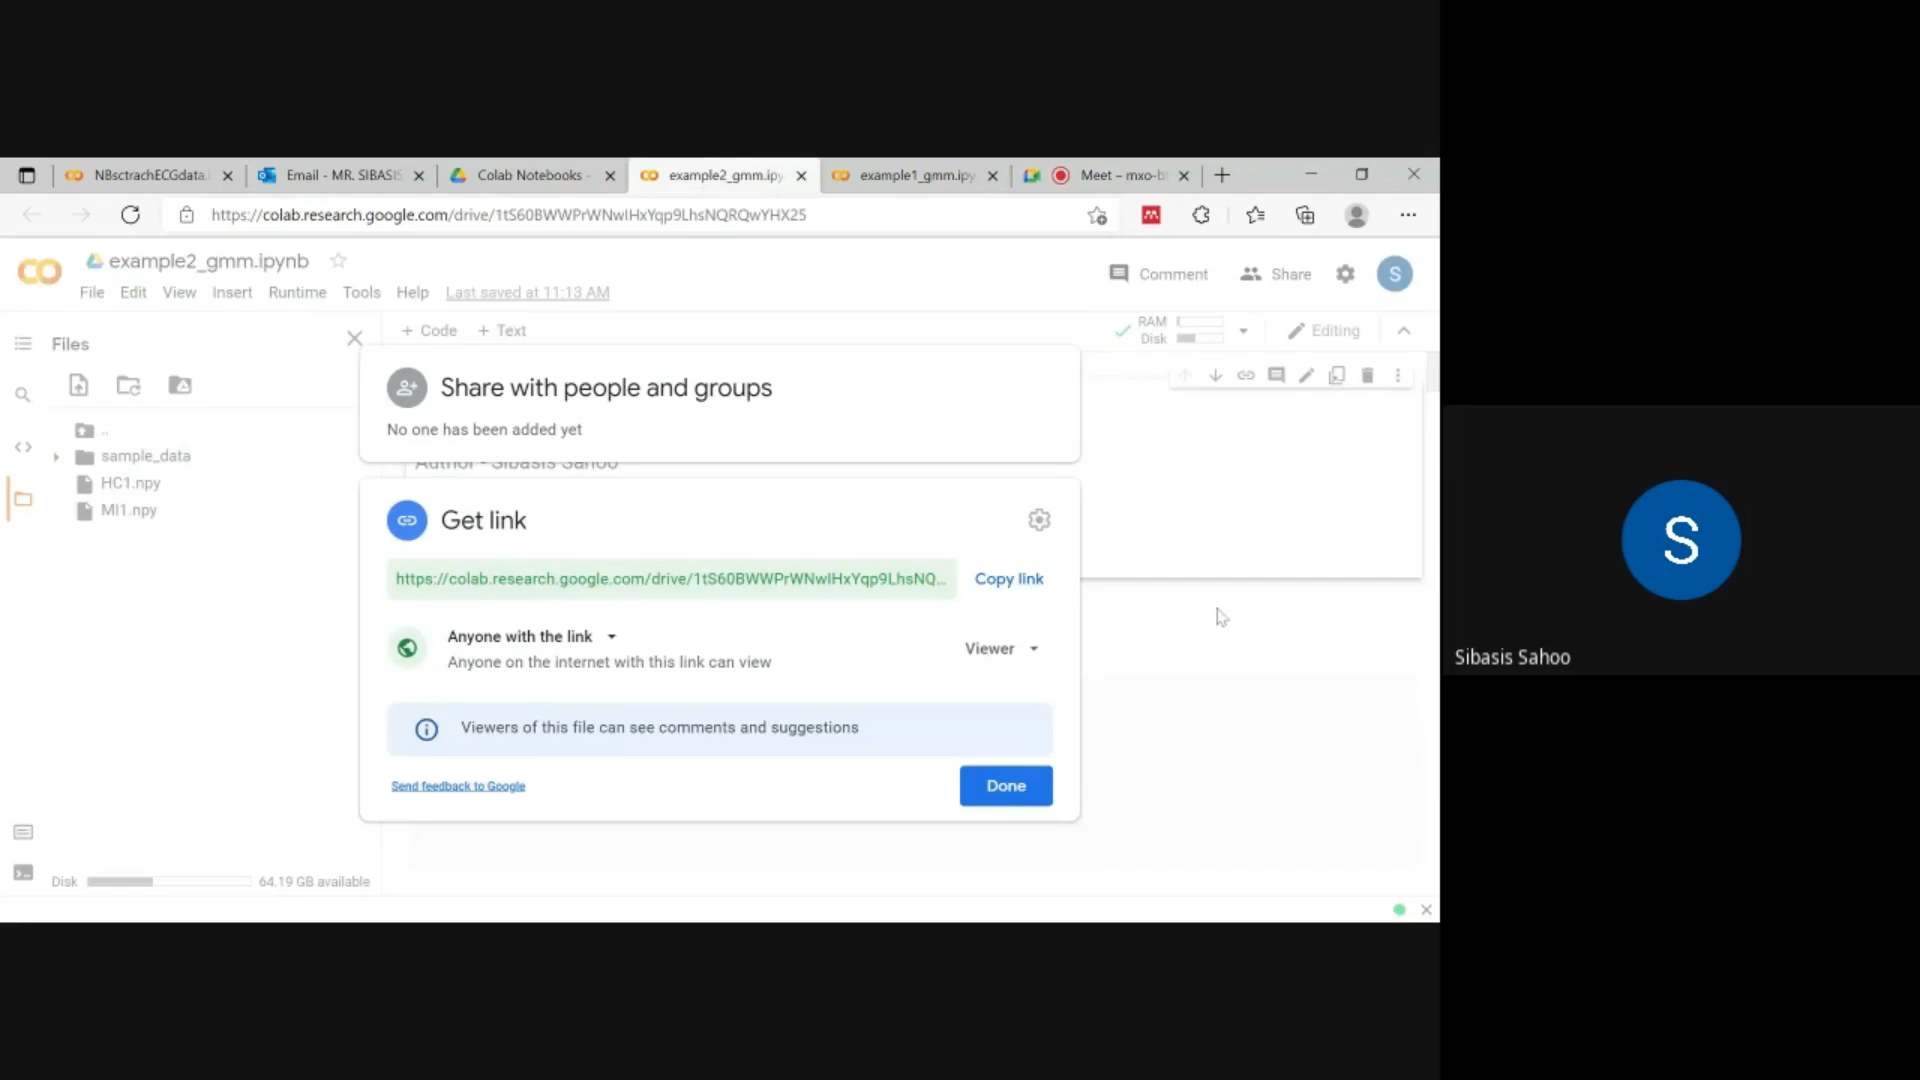 NBsctrachECGdata.
Email - MR. SIBASIS
Colab Notebooks -
example2_gmm.ipy
example1_gmm.ipy
Meet – mxo-b
https://colab.research.google.com/drive/1tS60BWWPrWNwIHxYqp9LhsNQRQwYHX25
example2_gmm.ipynb
Comment
Share
S
File Edit View Insert Runtime Tools Help Last saved at 11:13 AM
Files
+ Code + Text
RAM
Disk
Editing
..
sample_data
HC1.npy
MI1.npy
Share with people and groups
No one has been added yet
Author - Sibasis Sahoo
Get link
https://colab.research.google.com/drive/1tS60BWWPrWNwIHxYqp9LhsNQ...
Copy link
Anyone with the link
Anyone on the internet with this link can view
Viewer
Viewers of this file can see comments and suggestions
Send feedback to Google
Done
Disk
64.19 GB available
S
Sibasis Sahoo